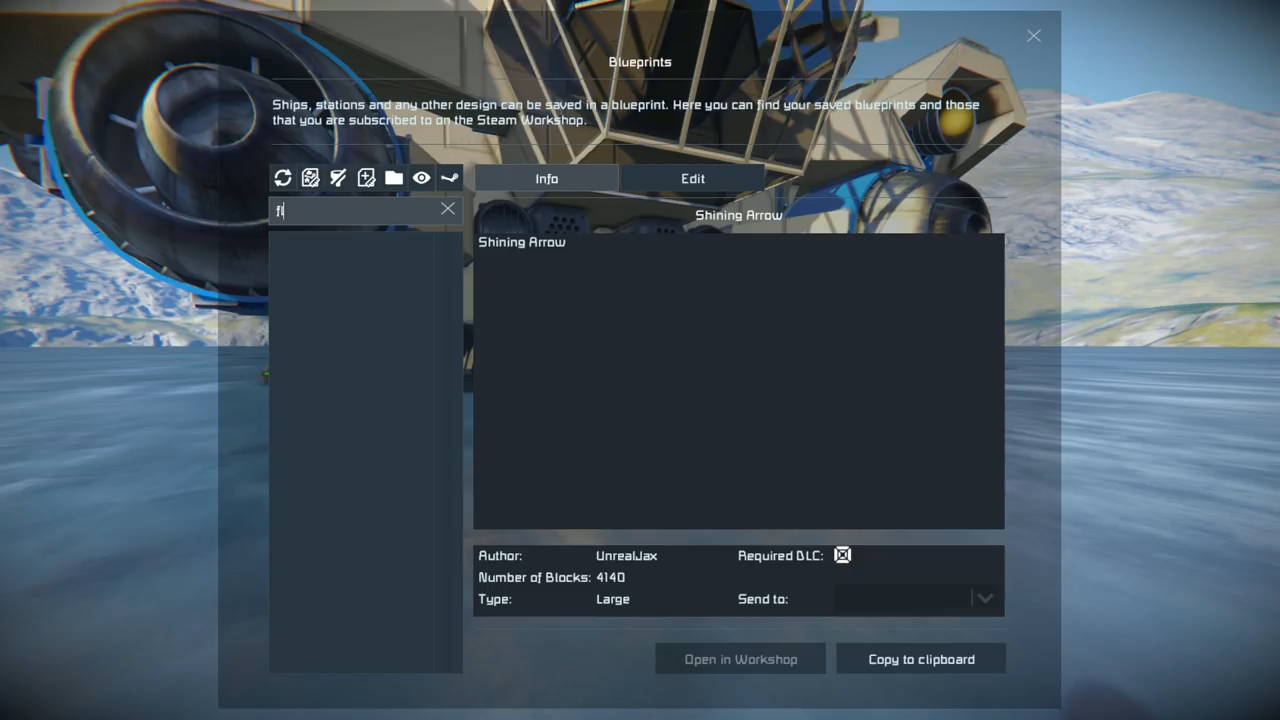 Blueprints
Ships, stations and any other design can be saved in a blueprint. Here you can find your saved blueprints and those
that you are subscribed to on the Steam Workshop.
Info
Edit
fl
Shining Arrow
Shining Arrow
Author: UnrealJax Required DLC:
Number of Blocks: 4140
Type: Large Send to:
Open in Workshop
Copy to clipboard